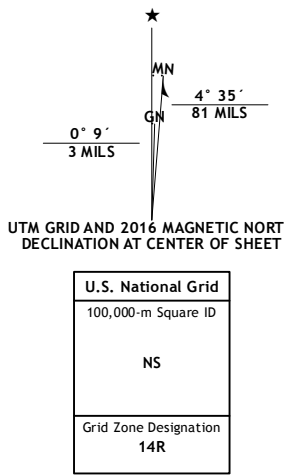 ★
MN
4° 35´
81 MILS
GN
0° 9´
3 MILS
UTM GRID AND 2016 MAGNETIC NORT
DECLINATION AT CENTER OF SHEET
U.S. National Grid
100,000-m Square ID
NS
Grid Zone Designation
14R